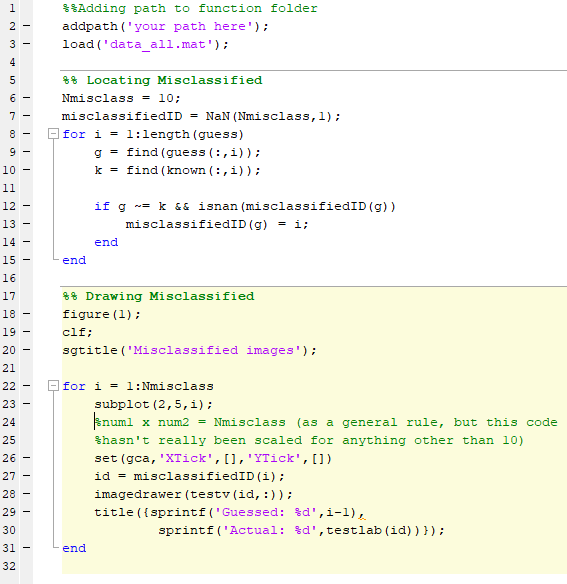 1 %%Adding path to function folder
2 addpath('your path here');
3 load('data_all.mat');
4
5 %% Locating Misclassified
6 Nmisclass = 10;
7 misclassifiedID = NaN(Nmisclass,1);
8 for i = 1:length(guess)
9 g = find(guess(:,i));
10 k = find(known(:,i));
11
12 if g ~= k && isnan(misclassifiedID(g))
13 misclassifiedID(g) = i;
14 end
15 end
16
17 %% Drawing Misclassified
18 figure(1);
19 clf;
20 sgtitle('Misclassified images');
21
22 for i = 1:Nmisclass
23 subplot(2,5,i);
24 %num1 x num2 = Nmisclass (as a general rule, but this code
25 %hasn't really been scaled for anything other than 10)
26 set(gca,'XTick',[],'YTick',[])
27 id = misclassifiedID(i);
28 imagedrawer(testv(id,:));
29 title({sprintf('Guessed: %d',i-1),
30 sprintf('Actual: %d',testlab(id))});
31 end
32